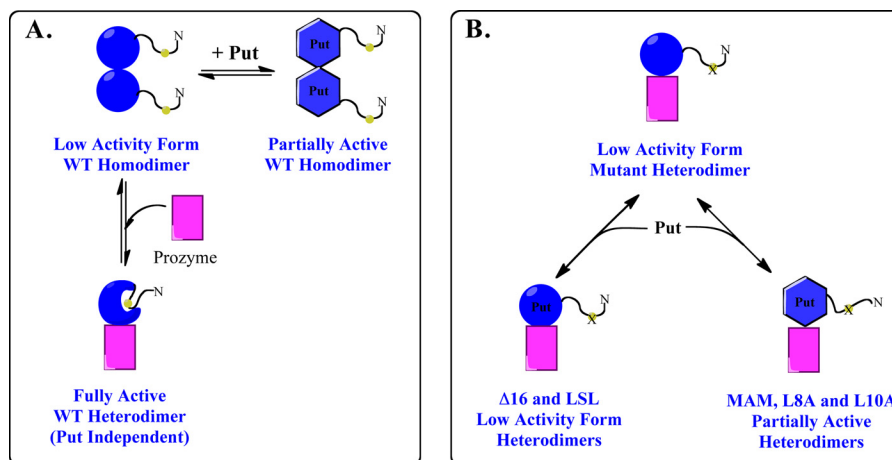 A.
N
N
+ Put
Put
Put
N
N
Low Activity Form
WT Homodimer
Partially Active
WT Homodimer
Prozyme
N
Fully Active
WT Heterodimer
(Put Independent)
B.
N
X
Low Activity Form
Mutant Heterodimer
Put
Put
N
X
Put
N
X
Δ16 and LSL
Low Activity Form
Heterodimers
MAM, L8A and L10A
Partially Active
Heterodimers